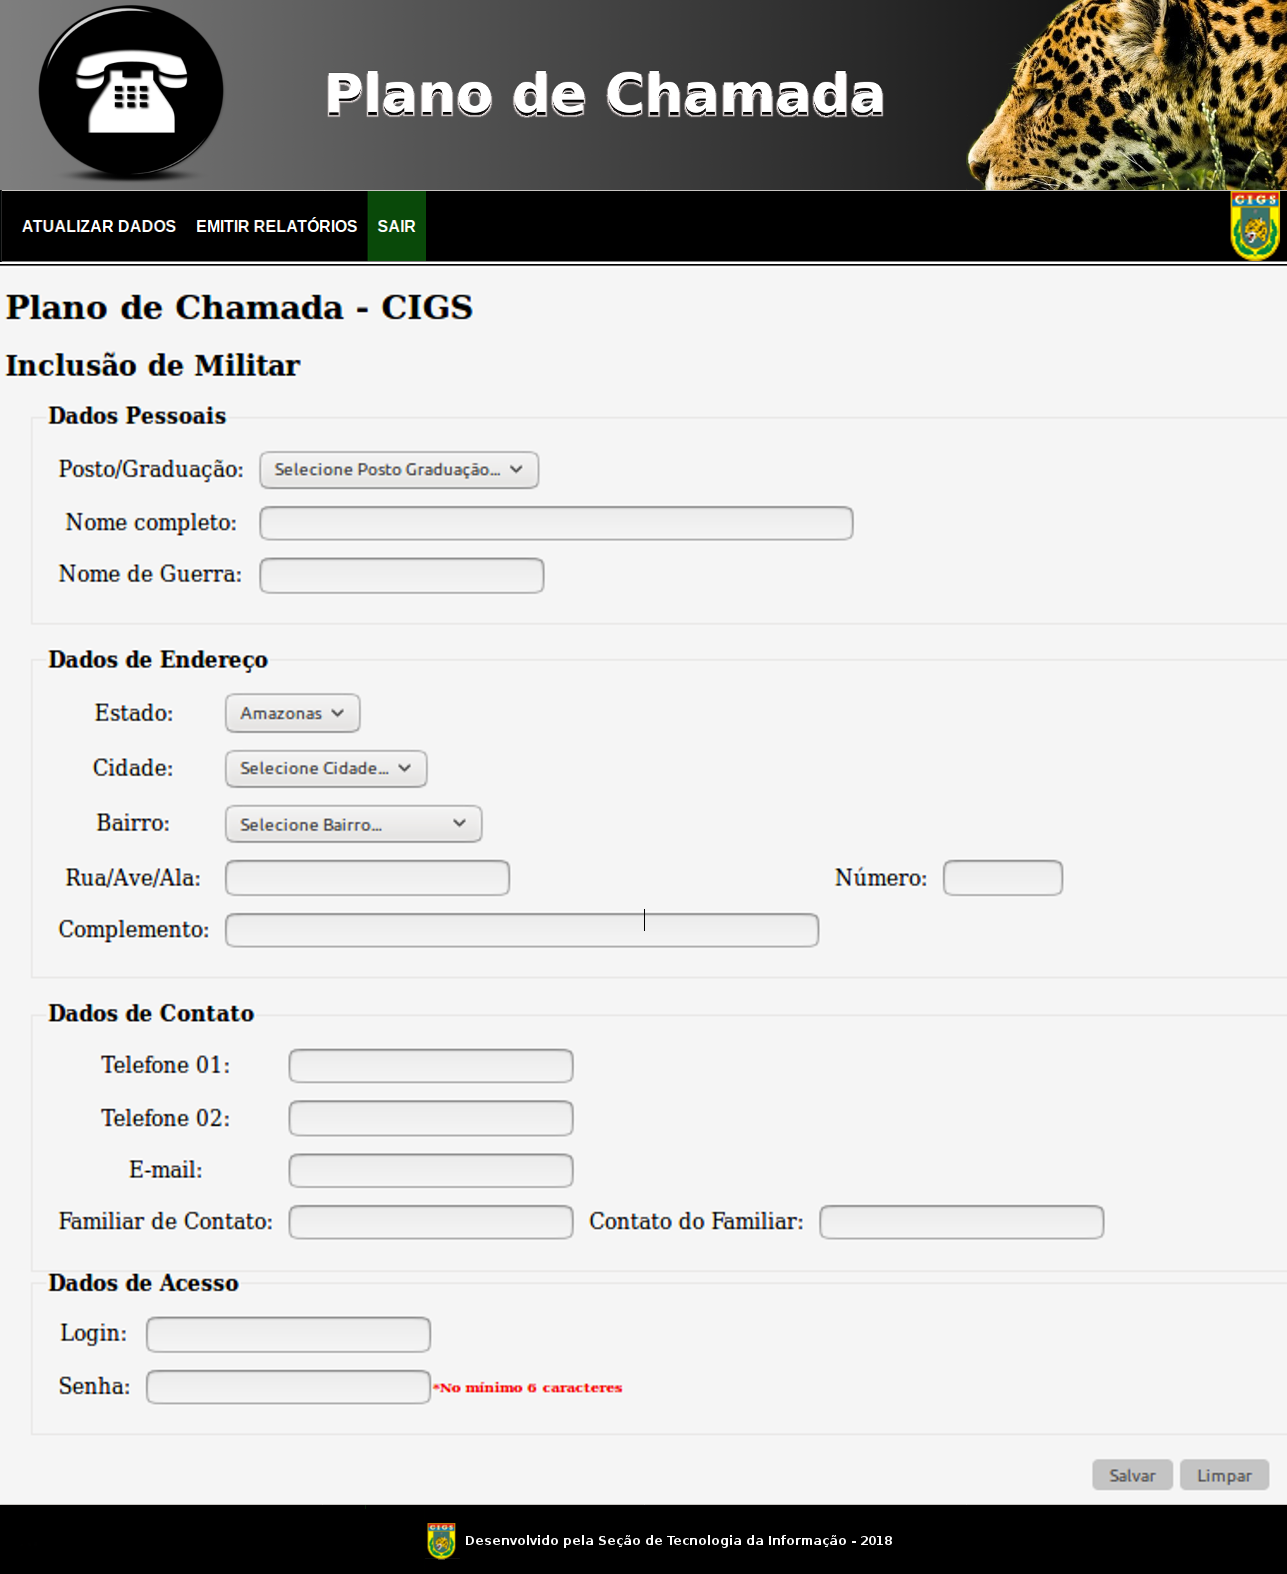 Plano de Chamada
ATUALIZAR DADOS EMITIR RELATÓRIOS SAIR
CIGS
Plano de Chamada - CIGS
Inclusão de Militar
Dados Pessoais
Posto/Graduação: Selecione Posto Graduação...
Nome completo:
Nome de Guerra:
Dados de Endereço
Estado: Amazonas
Cidade: Selecione Cidade...
Bairro: Selecione Bairro...
Rua/Ave/Ala: Número:
Complemento:
Dados de Contato
Telefone 01:
Telefone 02:
E-mail:
Familiar de Contato: Contato do Familiar:
Dados de Acesso
Login:
Senha: *No mínimo 6 caracteres
Salvar Limpar
CIGS
Desenvolvido pela Seção de Tecnologia da Informação - 2018